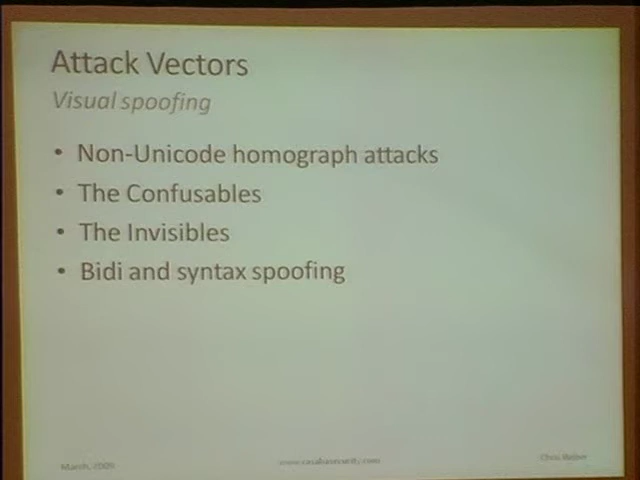 Attack Vectors
Visual spoofing
• Non-Unicode homograph attacks
• The Confusables
• The Invisibles
• Bidi and syntax spoofing
March, 2009
www.casabasecurity.com
Chris Weber